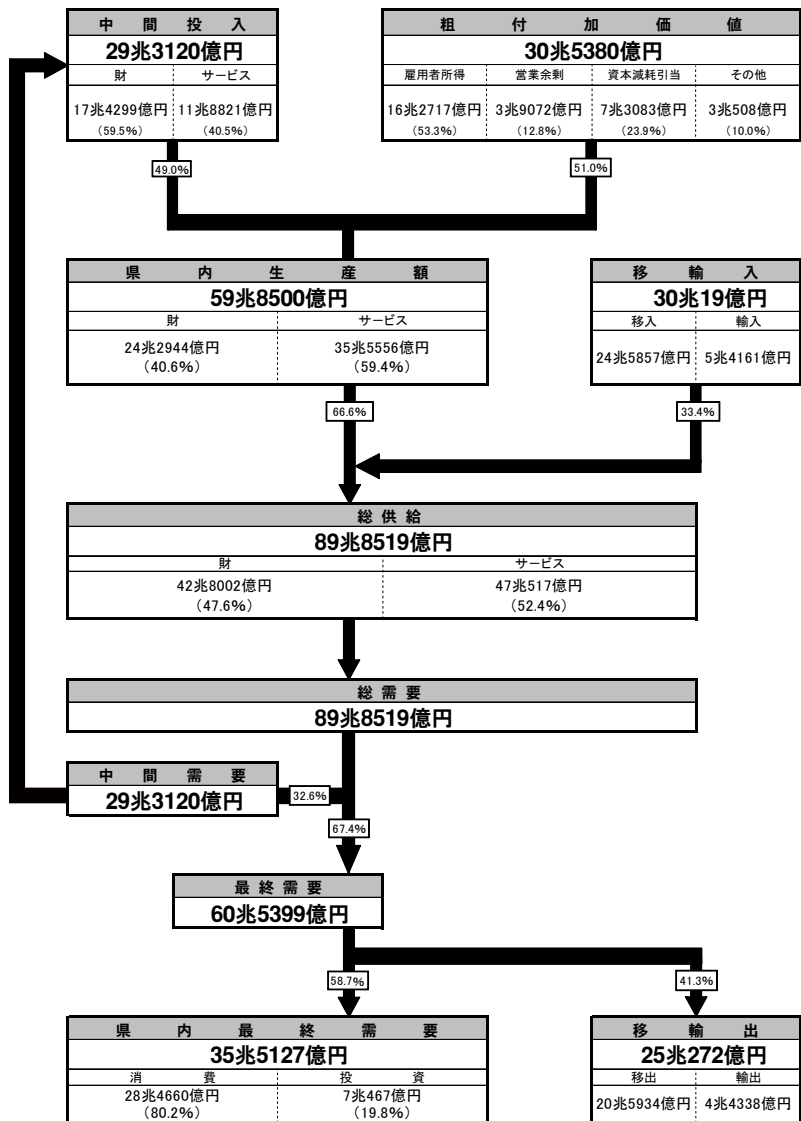 中間投入
29兆3120億円
財 サービス
17兆4299億円 11兆8821億円
(59.5%) (40.5%)
粗付加価値
30兆5380億円
雇用者所得 営業余剰 資本減耗引当 その他
16兆2717億円 3兆9072億円 7兆3083億円 3兆508億円
(53.3%) (12.8%) (23.9%) (10.0%)
49.0% 51.0%
県内生産額
59兆8500億円
財 サービス
24兆2944億円 35兆5556億円
(40.6%) (59.4%)
移輸入
30兆19億円
移入 輸入
24兆5857億円 5兆4161億円
66.6% 33.4%
総供給
89兆8519億円
財 サービス
42兆8002億円 47兆517億円
(47.6%) (52.4%)
総需要
89兆8519億円
中間需要
29兆3120億円
32.6%
67.4%
最終需要
60兆5399億円
58.7% 41.3%
県内最終需要
35兆5127億円
消費 投資
28兆4660億円 7兆467億円
(80.2%) (19.8%)
移輸出
25兆272億円
移出 輸出
20兆5934億円 4兆4338億円